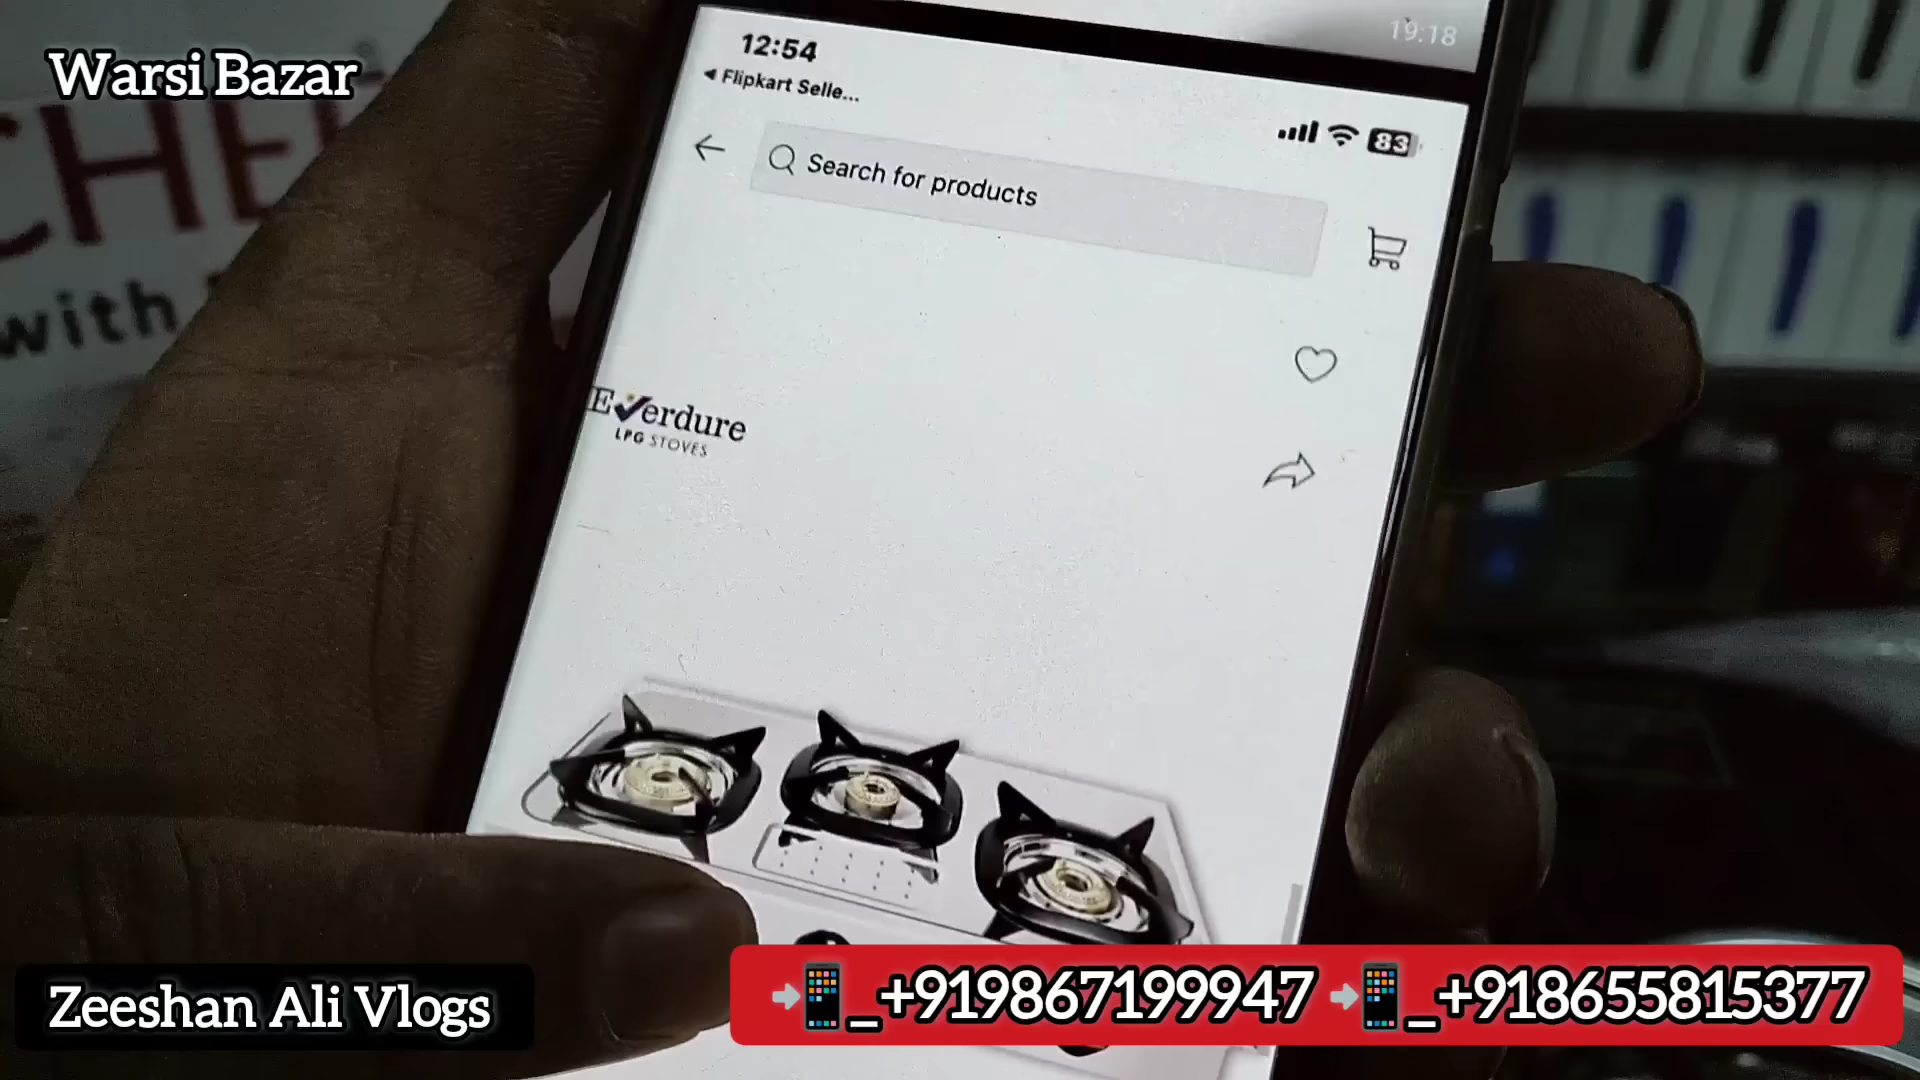 Warsi Bazar
19:18
12:54
Flipkart Selle...
83
Search for products
Everdure
LPG STOVES
with
Zeeshan Ali Vlogs
_+919867199947 _+918655815377